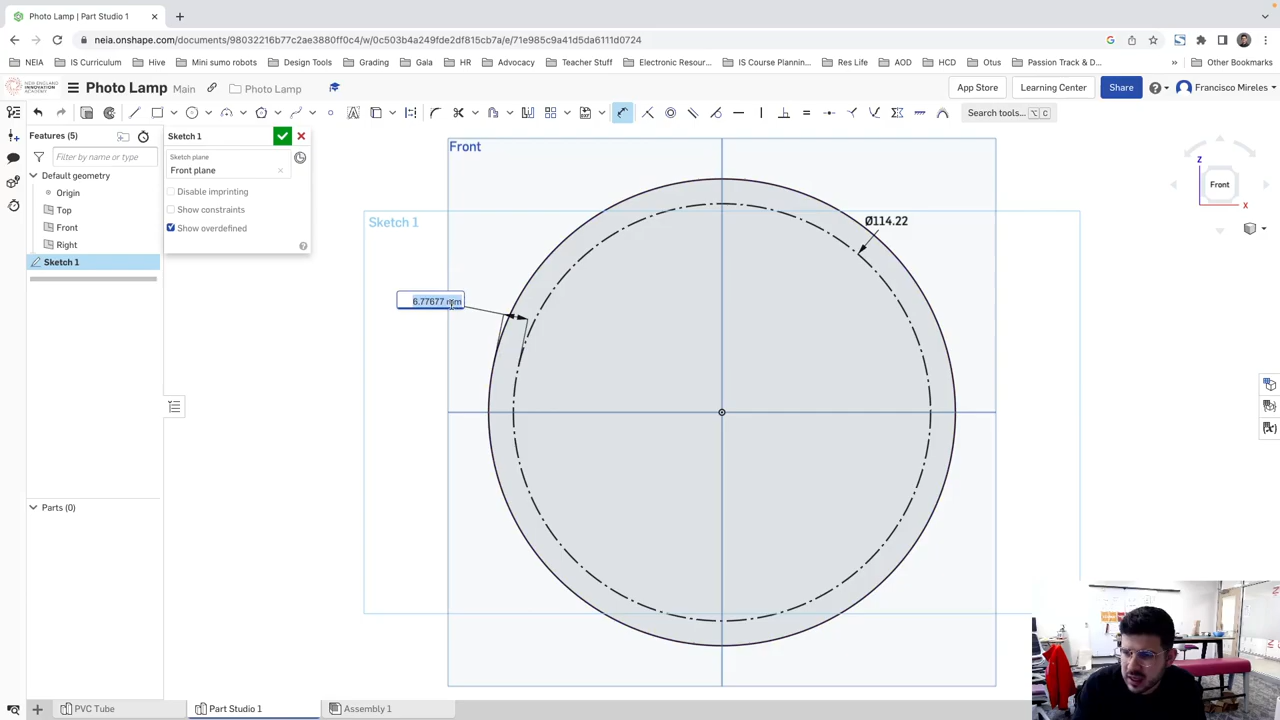 Photo Lamp | Part Studio 1
neia.onshape.com/documents/98032216b77c2ae3880ff0c4/w/0c503b4a249fde2df815cb17/e/71e985c9a41d5da6111d0724
NEIA IS Curriculum Hive Mini sumo robots Design Tools Grading Gaia HR Advocacy Teacher Stuff Electronic Resour... IS Course Plannin... Res Life AOD HCD Otus Passion Track & D... » Other Bookmarks
Photo Lamp Main Photo Lamp App Store Learning Center Share Francisco Mireles
Search tools... C
Features (5)
Filter by name or type
Default geometry
Origin
Top
Front
Right
Sketch 1
Parts (0)
Sketch 1
Sketch plane
Front plane
Disable imprinting
Show constraints
Show overdefined
Front
Sketch 1
Ø114.22
6.77677 mm
Z
Front
X
PVC Tube Part Studio 1 Assembly 1